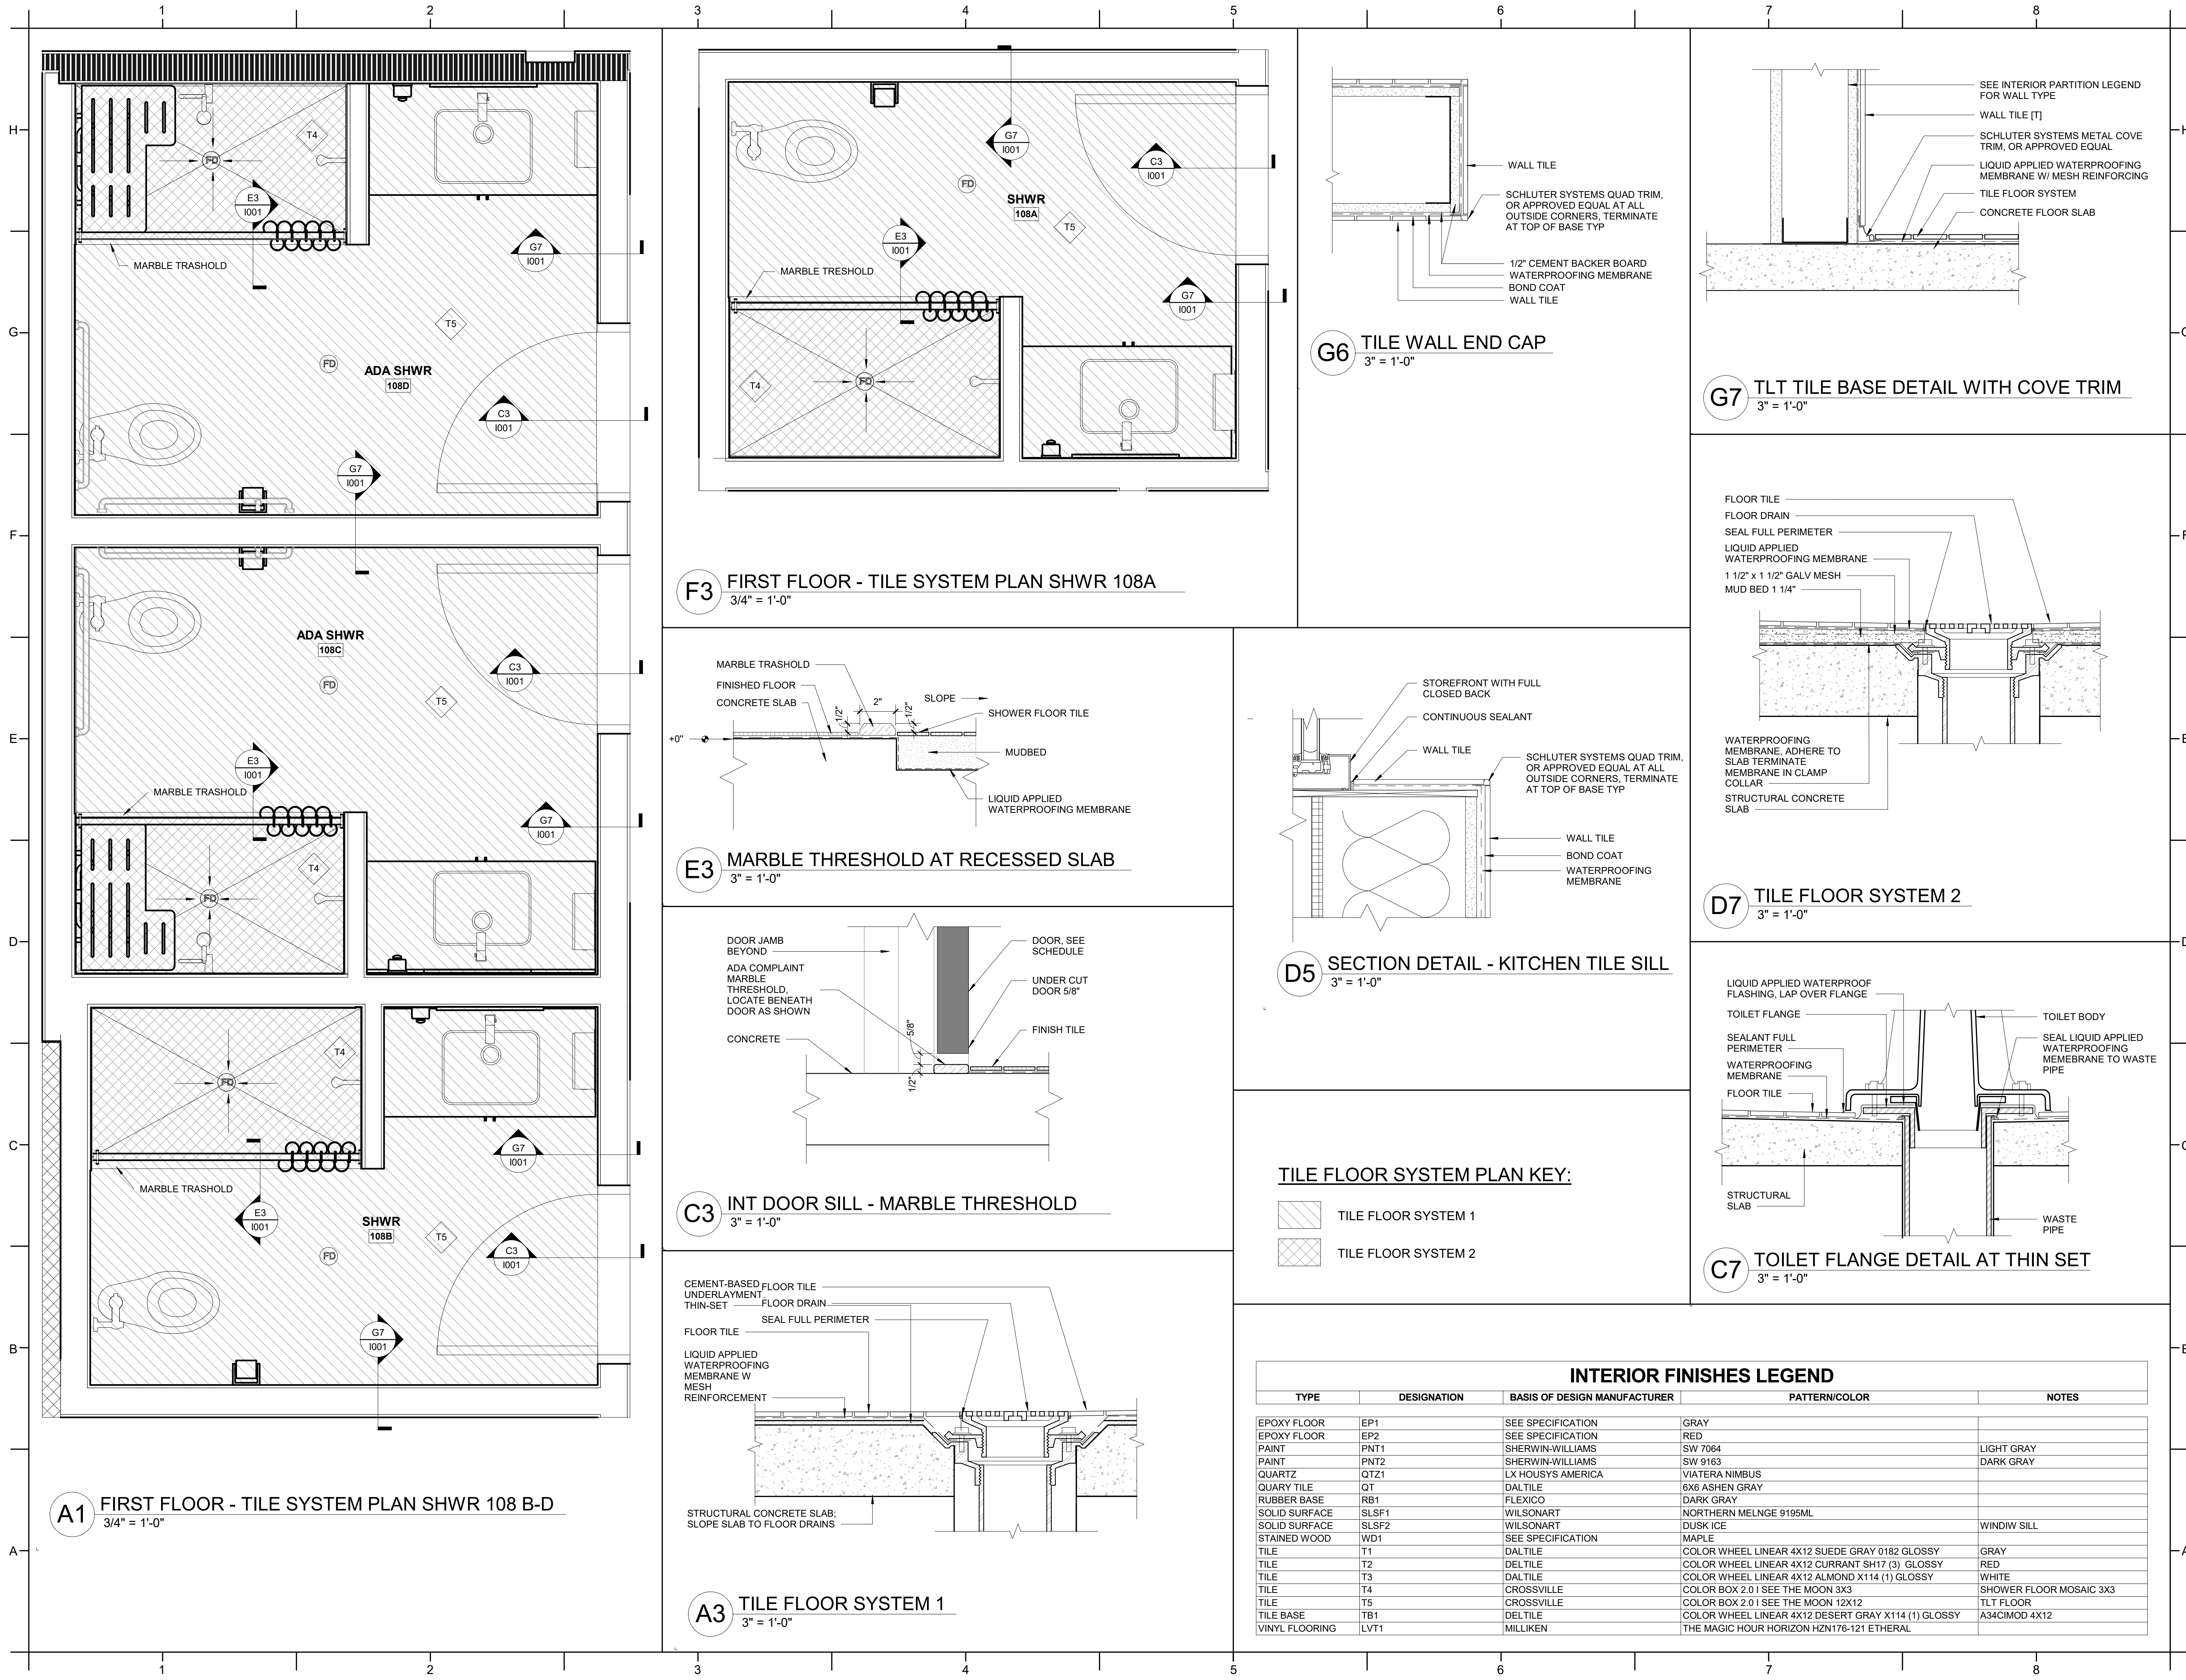 1 2 3 4 5 6 7 8
H
G
F
E
D
C
B
A
T4
FD
E3
I001
MARBLE TRASHOLD
G7
I001
T5
FD
ADA SHWR
108D
C3
I001
G7
I001
ADA SHWR
108C
FD
C3
I001
T5
E3
I001
MARBLE TRASHOLD
G7
I001
T4
FD
T4
FD
G7
I001
MARBLE TRASHOLD
E3
I001
SHWR
108B
T5
FD
C3
I001
G7
I001
A1
FIRST FLOOR - TILE SYSTEM PLAN SHWR 108 B-D
3/4" = 1'-0"
G7
I001
C3
I001
FD
SHWR
108A
T5
E3
I001
MARBLE TRESHOLD
G7
I001
T4
FD
F3
FIRST FLOOR - TILE SYSTEM PLAN SHWR 108A
3/4" = 1'-0"
MARBLE TRASHOLD
FINISHED FLOOR
CONCRETE SLAB
1/2"
2"
1/2"
SLOPE
SHOWER FLOOR TILE
+0"
MUDBED
LIQUID APPLIED
WATERPROOFING MEMBRANE
E3
MARBLE THRESHOLD AT RECESSED SLAB
3" = 1'-0"
DOOR JAMB
BEYOND
ADA COMPLAINT
MARBLE
THRESHOLD,
LOCATE BENEATH
DOOR AS SHOWN
CONCRETE
DOOR, SEE
SCHEDULE
UNDER CUT
DOOR 5/8"
FINISH TILE
5/8"
1/2"
C3
INT DOOR SILL - MARBLE THRESHOLD
3" = 1'-0"
CEMENT-BASED
UNDERLAYMENT,
THIN-SET
FLOOR TILE
FLOOR DRAIN
SEAL FULL PERIMETER
FLOOR TILE
LIQUID APPLIED
WATERPROOFING
MEMBRANE W
MESH
REINFORCEMENT
STRUCTURAL CONCRETE SLAB;
SLOPE SLAB TO FLOOR DRAINS
A3
TILE FLOOR SYSTEM 1
3" = 1'-0"
WALL TILE
SCHLUTER SYSTEMS QUAD TRIM,
OR APPROVED EQUAL AT ALL
OUTSIDE CORNERS, TERMINATE
AT TOP OF BASE TYP
1/2" CEMENT BACKER BOARD
WATERPROOFING MEMBRANE
BOND COAT
WALL TILE
G6
TILE WALL END CAP
3" = 1'-0"
STOREFRONT WITH FULL
CLOSED BACK
CONTINUOUS SEALANT
WALL TILE
SCHLUTER SYSTEMS QUAD TRIM,
OR APPROVED EQUAL AT ALL
OUTSIDE CORNERS, TERMINATE
AT TOP OF BASE TYP
WALL TILE
BOND COAT
WATERPROOFING
MEMBRANE
D5
SECTION DETAIL - KITCHEN TILE SILL
3" = 1'-0"
TILE FLOOR SYSTEM PLAN KEY:
TILE FLOOR SYSTEM 1
TILE FLOOR SYSTEM 2
SEE INTERIOR PARTITION LEGEND
FOR WALL TYPE
WALL TILE [T]
SCHLUTER SYSTEMS METAL COVE
TRIM, OR APPROVED EQUAL
LIQUID APPLIED WATERPROOFING
MEMBRANE W/ MESH REINFORCING
TILE FLOOR SYSTEM
CONCRETE FLOOR SLAB
G7
TLT TILE BASE DETAIL WITH COVE TRIM
3" = 1'-0"
FLOOR TILE
FLOOR DRAIN
SEAL FULL PERIMETER
LIQUID APPLIED
WATERPROOFING MEMBRANE
1 1/2" x 1 1/2" GALV MESH
MUD BED 1 1/4"
WATERPROOFING
MEMBRANE, ADHERE TO
SLAB TERMINATE
MEMBRANE IN CLAMP
COLLAR
STRUCTURAL CONCRETE
SLAB
D7
TILE FLOOR SYSTEM 2
3" = 1'-0"
LIQUID APPLIED WATERPROOF
FLASHING, LAP OVER FLANGE
TOILET FLANGE
SEALANT FULL
PERIMETER
WATERPROOFING
MEMBRANE
FLOOR TILE
STRUCTURAL
SLAB
TOILET BODY
SEAL LIQUID APPLIED
WATERPROOFING
MEMEBRANE TO WASTE
PIPE
WASTE
PIPE
C7
TOILET FLANGE DETAIL AT THIN SET
3" = 1'-0"
INTERIOR FINISHES LEGEND
TYPE DESIGNATION BASIS OF DESIGN MANUFACTURER PATTERN/COLOR NOTES
EPOXY FLOOR EP1 SEE SPECIFICATION GRAY
EPOXY FLOOR EP2 SEE SPECIFICATION RED
PAINT PNT1 SHERWIN-WILLIAMS SW 7064 LIGHT GRAY
PAINT PNT2 SHERWIN-WILLIAMS SW 9163 DARK GRAY
QUARTZ QTZ1 LX HOUSYS AMERICA VIATERA NIMBUS
QUARY TILE QT DALTILE 6X6 ASHEN GRAY
RUBBER BASE RB1 FLEXICO DARK GRAY
SOLID SURFACE SLSF1 WILSONART NORTHERN MELNGE 9195ML
SOLID SURFACE SLSF2 WILSONART DUSK ICE WINDIW SILL
STAINED WOOD WD1 SEE SPECIFICATION MAPLE
TILE T1 DALTILE COLOR WHEEL LINEAR 4X12 SUEDE GRAY 0182 GLOSSY GRAY
TILE T2 DELTILE COLOR WHEEL LINEAR 4X12 CURRANT SH17 (3) GLOSSY RED
TILE T3 DALTILE COLOR WHEEL LINEAR 4X12 ALMOND X114 (1) GLOSSY WHITE
TILE T4 CROSSVILLE COLOR BOX 2.0 I SEE THE MOON 3X3 SHOWER FLOOR MOSAIC 3X3
TILE T5 CROSSVILLE COLOR BOX 2.0 I SEE THE MOON 12X12 TLT FLOOR
TILE BASE TB1 DELTILE COLOR WHEEL LINEAR 4X12 DESERT GRAY X114 (1) GLOSSY A34CIMOD 4X12
VINYL FLOORING LVT1 MILLIKEN THE MAGIC HOUR HORIZON HZN176-121 ETHERAL
1 2 3 4 5 6 7 8